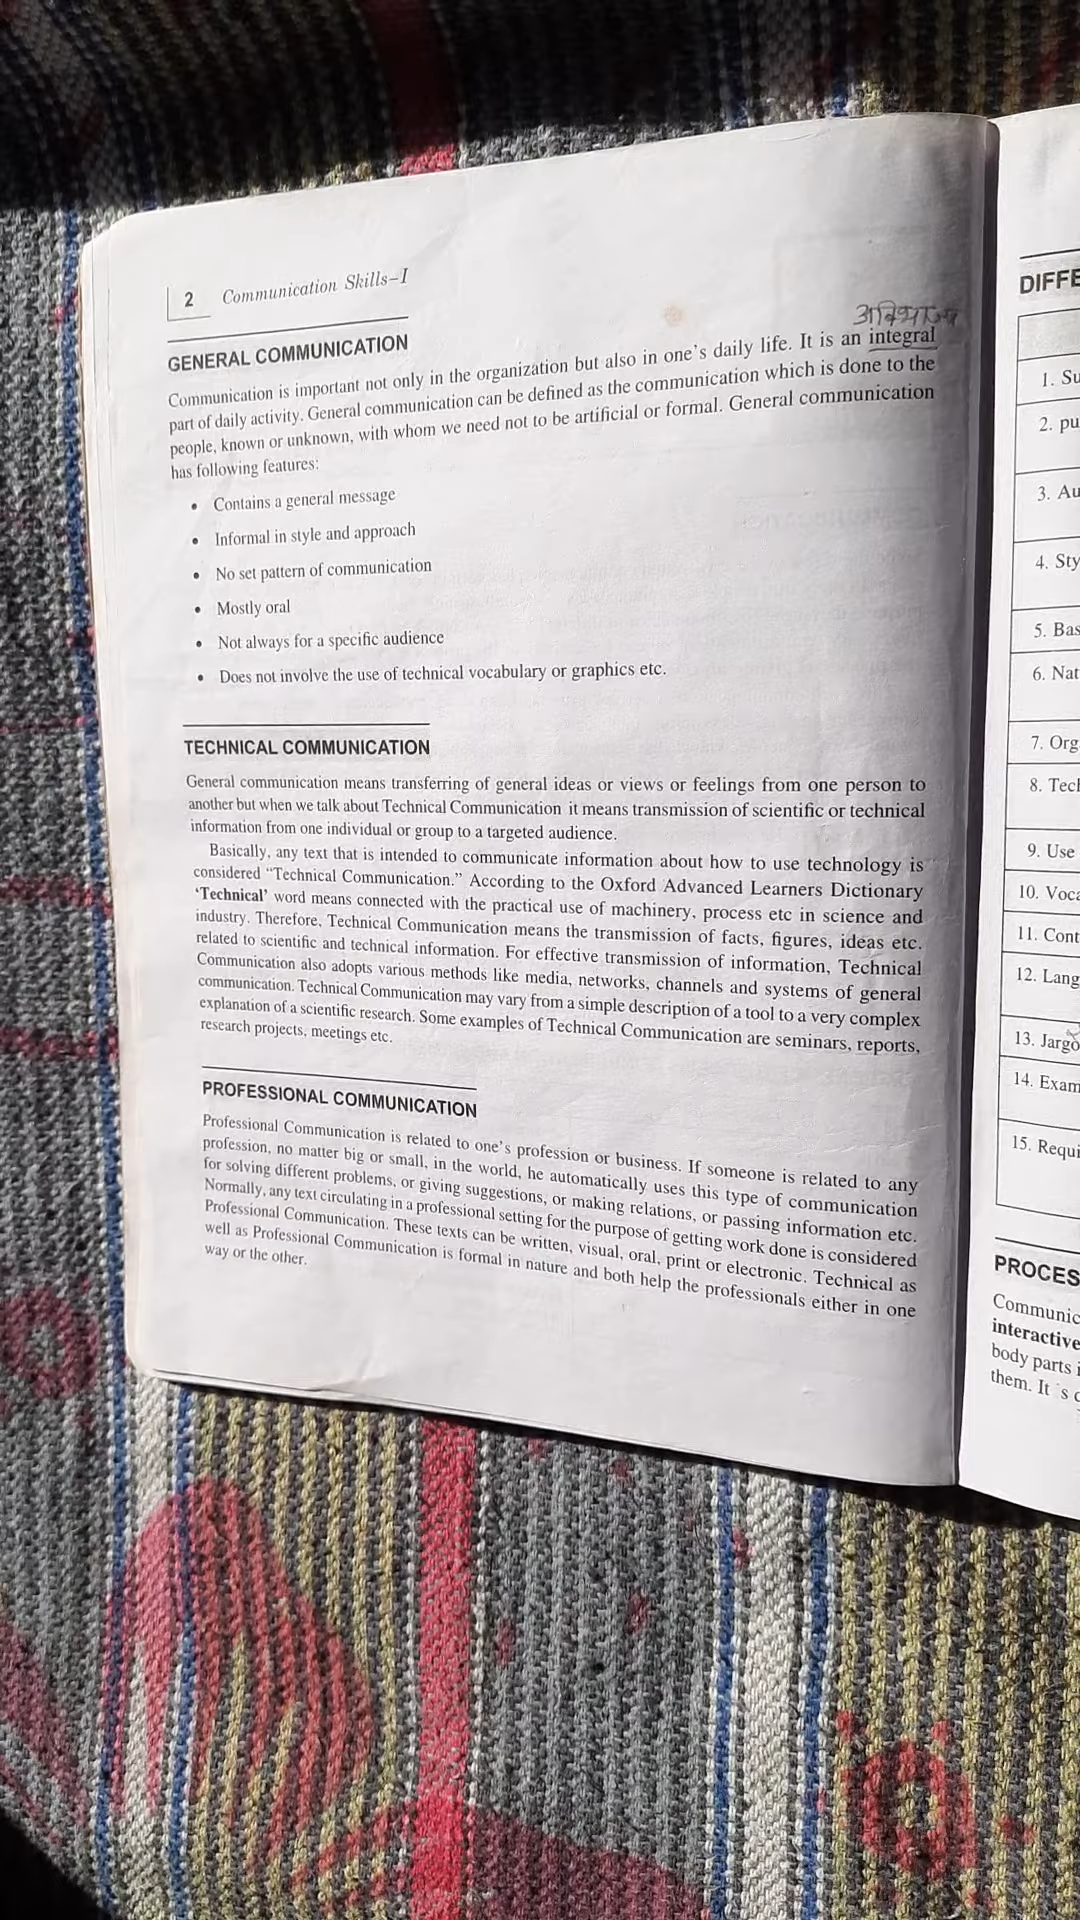 2 Communication Skills–I
GENERAL COMMUNICATION
अविभाज्य
Communication is important not only in the organization but also in one's daily life. It is an integral
part of daily activity. General communication can be defined as the communication which is done to the
people, known or unknown, with whom we need not to be artificial or formal. General communication
has following features:
• Contains a general message
• Informal in style and approach
• No set pattern of communication
• Mostly oral
• Not always for a specific audience
• Does not involve the use of technical vocabulary or graphics etc.
TECHNICAL COMMUNICATION
General communication means transferring of general ideas or views or feelings from one person to
another but when we talk about Technical Communication it means transmission of scientific or technical
information from one individual or group to a targeted audience.
Basically, any text that is intended to communicate information about how to use technology is
considered "Technical Communication." According to the Oxford Advanced Learners Dictionary
'Technical' word means connected with the practical use of machinery, process etc in science and
industry. Therefore, Technical Communication means the transmission of facts, figures, ideas etc.
related to scientific and technical information. For effective transmission of information, Technical
Communication also adopts various methods like media, networks, channels and systems of general
communication. Technical Communication may vary from a simple description of a tool to a very complex
explanation of a scientific research. Some examples of Technical Communication are seminars, reports,
research projects, meetings etc.
PROFESSIONAL COMMUNICATION
Professional Communication is related to one's profession or business. If someone is related to any
profession, no matter big or small, in the world, he automatically uses this type of communication
for solving different problems, or giving suggestions, or making relations, or passing information etc.
Normally, any text circulating in a professional setting for the purpose of getting work done is considered
Professional Communication. These texts can be written, visual, oral, print or electronic. Technical as
well as Professional Communication is formal in nature and both help the professionals either in one
way or the other.
DIFFE
1. Su
2. pu
3. Au
4. Sty
5. Bas
6. Nat
7. Org
8. Tech
9. Use
10. Voca
11. Cont
12. Lang
13. Jargo
14. Exam
15. Requi
PROCES
Communic
interactive
body parts i
them. It